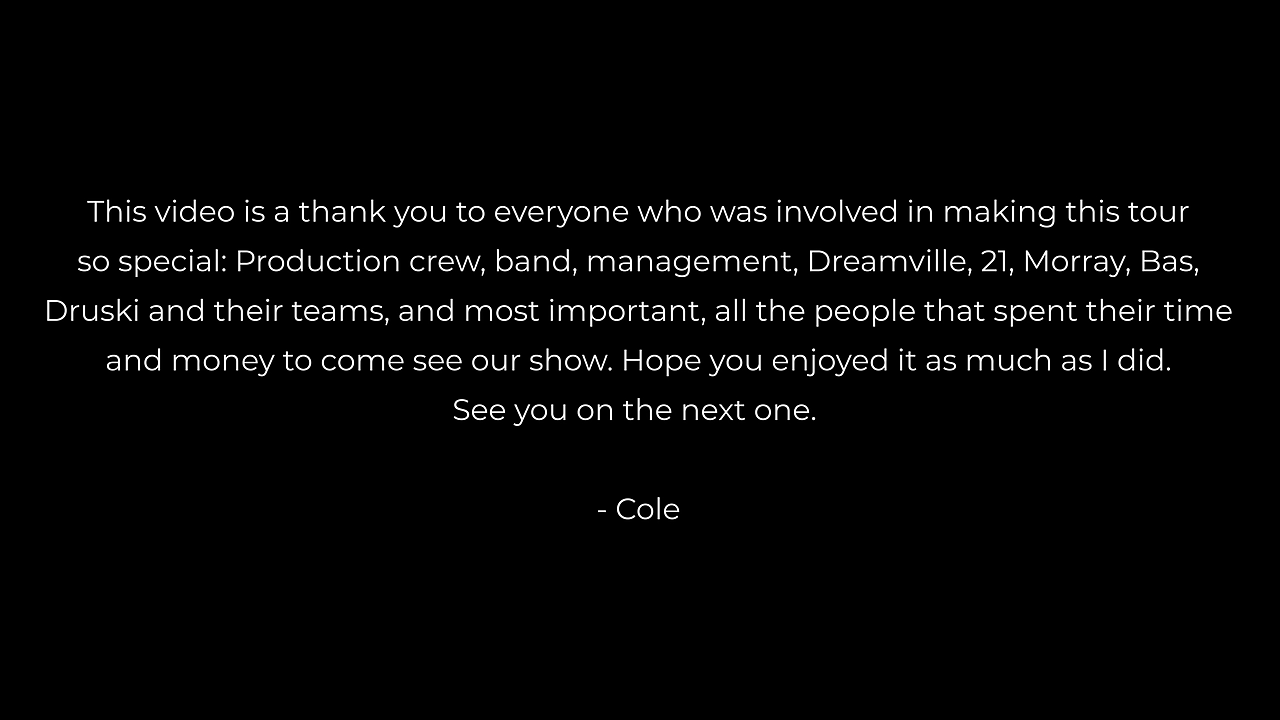 This video is a thank you to everyone who was involved in making this tour
so special: Production crew, band, management, Dreamville, 21, Morray, Bas,
Druski and their teams, and most important, all the people that spent their time
and money to come see our show. Hope you enjoyed it as much as I did.
See you on the next one.
- Cole